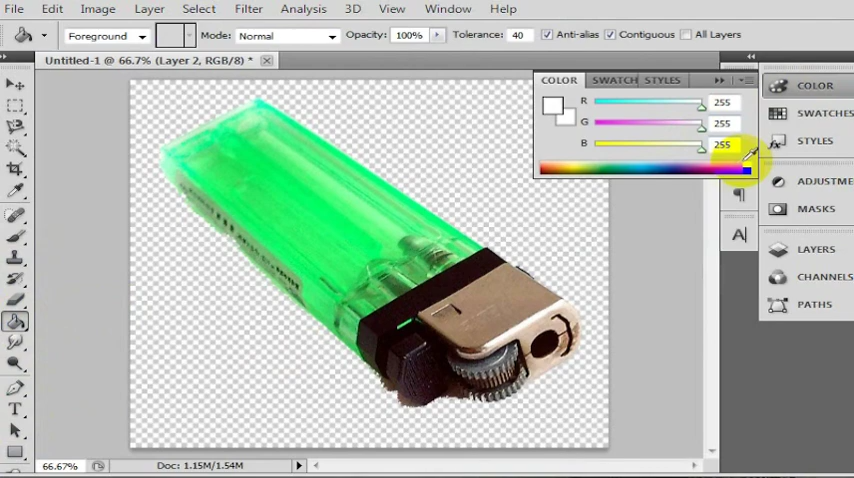 File Edit Image Layer Select Filter Analysis 3D View Window Help
Foreground Mode: Normal Opacity: 100% Tolerance: 40 Anti-alias Contiguous All Layers
Untitled-1 @ 66.7% (Layer 2, RGB/8) *
COLOR SWATCH STYLES
R 255
G 255
B 255
COLOR
SWATCHES
STYLES
ADJUSTME
MASKS
A
LAYERS
CHANNELS
PATHS
T
66.67% Doc: 1.15M/1.54M